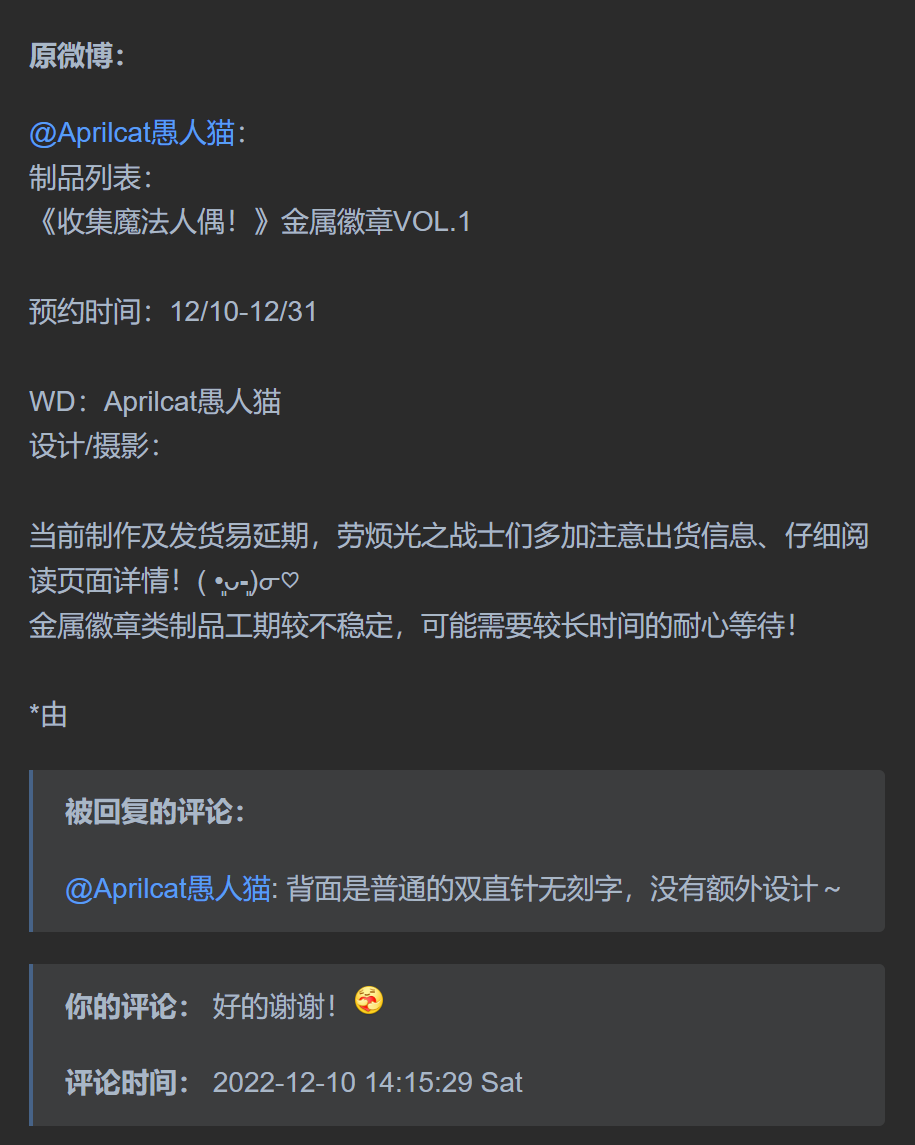 原微博：
@Aprilcat愚人猫：
制品列表：
《收集魔法人偶！》金属徽章VOL.1
预约时间：12/10-12/31
WD：Aprilcat愚人猫
设计/摄影：
当前制作及发货易延期，劳烦光之战士们多加注意出货信息、仔细阅
读页面详情！( •̤ᴗ-̤)σ♡
金属徽章类制品工期较不稳定，可能需要较长时间的耐心等待！
*由
被回复的评论：
@Aprilcat愚人猫: 背面是普通的双直针无刻字，没有额外设计～
你的评论： 好的谢谢！🥰
评论时间： 2022-12-10 14:15:29 Sat